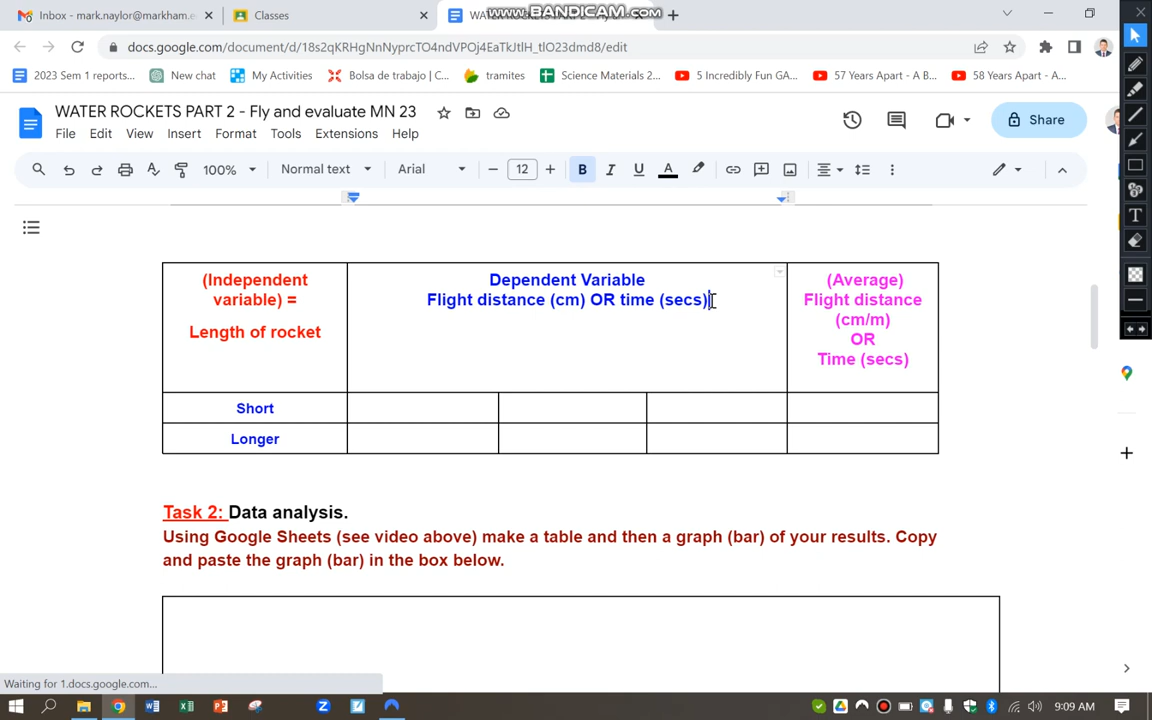 Inbox - mark.naylor@markham.e
Classes
WATER ROCKETS PART 2 - Fly and e
www.BANDICAM.com
docs.google.com/document/d/18s2qKRHgNnNyprcTO4ndVPOj4EaTkJtlH_tlO23dmd8/edit
2023 Sem 1 reports...
New chat
My Activities
Bolsa de trabajo | C...
tramites
Science Materials 2...
5 Incredibly Fun GA...
57 Years Apart - A B...
58 Years Apart - A...
WATER ROCKETS PART 2 - Fly and evaluate MN 23
File Edit View Insert Format Tools Extensions Help
Share
100%
Normal text
Arial
12
B I U A
T
(Independent
variable) =
Length of rocket
Dependent Variable
Flight distance (cm) OR time (secs)
(Average)
Flight distance
(cm/m)
OR
Time (secs)
Short
Longer
Task 2: Data analysis.
Using Google Sheets (see video above) make a table and then a graph (bar) of your results. Copy
and paste the graph (bar) in the box below.
Waiting for 1.docs.google.com...
9:09 AM